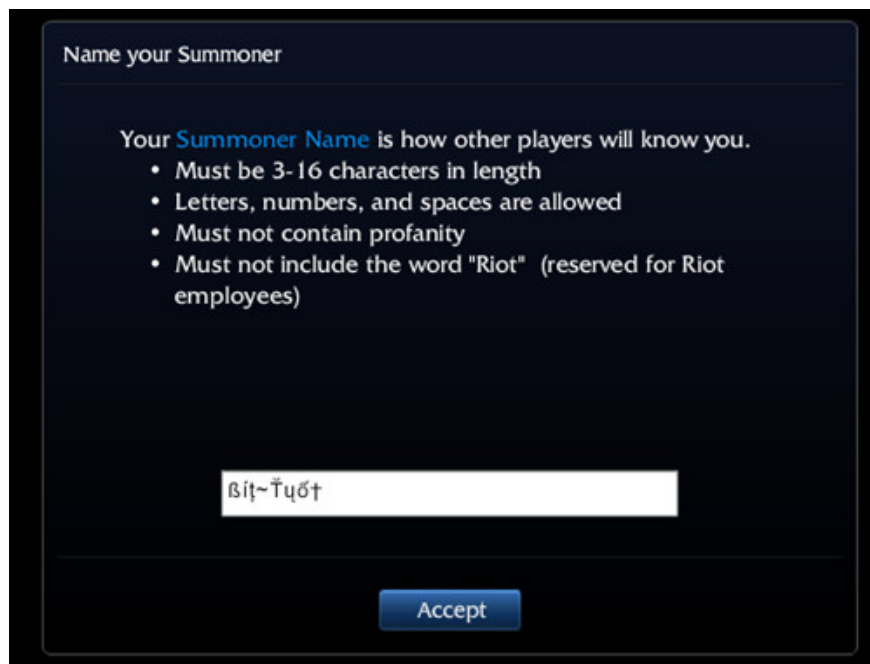 Name your Summoner
Your Summoner Name is how other players will know you.
• Must be 3-16 characters in length
• Letters, numbers, and spaces are allowed
• Must not contain profanity
• Must not include the word "Riot" (reserved for Riot
employees)
ßíţ~Ťųőt
Accept